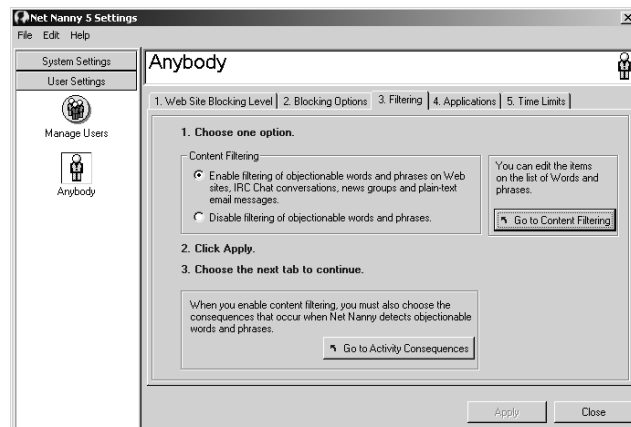 Net Nanny 5 Settings
File Edit Help
System Settings
User Settings
Manage Users
Anybody
Anybody
1. Web Site Blocking Level 2. Blocking Options 3. Filtering 4. Applications 5. Time Limits
1. Choose one option.
Content Filtering
Enable filtering of objectionable words and phrases on Web
sites, IRC Chat conversations, news groups and plain-text
email messages.
Disable filtering of objectionable words and phrases.
You can edit the items
on the list of Words and
phrases.
Go to Content Filtering
2. Click Apply.
3. Choose the next tab to continue.
When you enable content filtering, you must also choose the
consequences that occur when Net Nanny detects objectionable
words and phrases.
Go to Activity Consequences
Apply Close